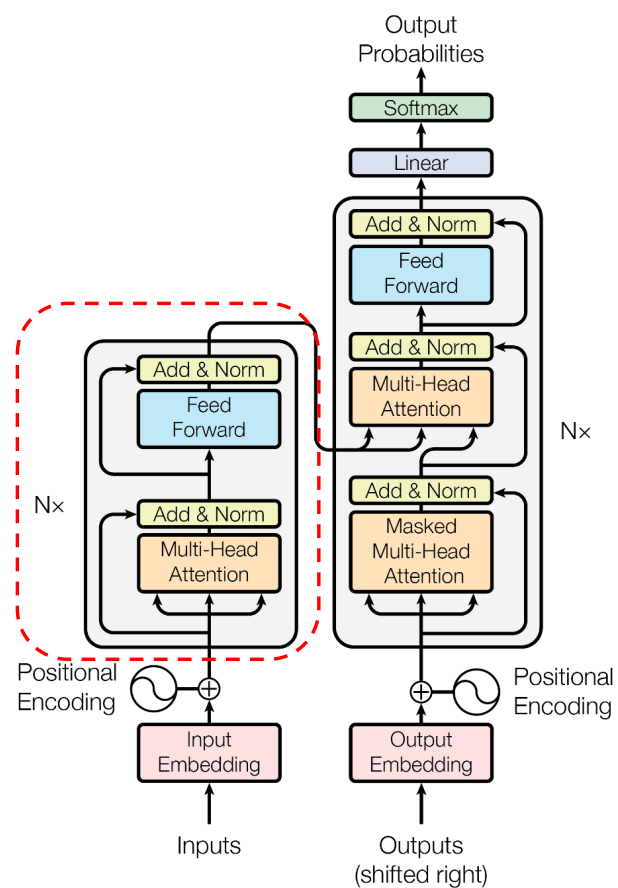 Output
Probabilities
Softmax
Linear
Add & Norm
Feed
Forward
Add & Norm
Multi-Head
Attention
Add & Norm
Masked
Multi-Head
Attention
N×
Positional
Encoding
Output
Embedding
Outputs
(shifted right)
Add & Norm
Feed
Forward
Add & Norm
Multi-Head
Attention
N×
Positional
Encoding
Input
Embedding
Inputs